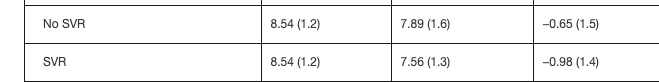 No SVR 8.54 (1.2) 7.89 (1.6) −0.65 (1.5)
SVR 8.54 (1.2) 7.56 (1.3) −0.98 (1.4)